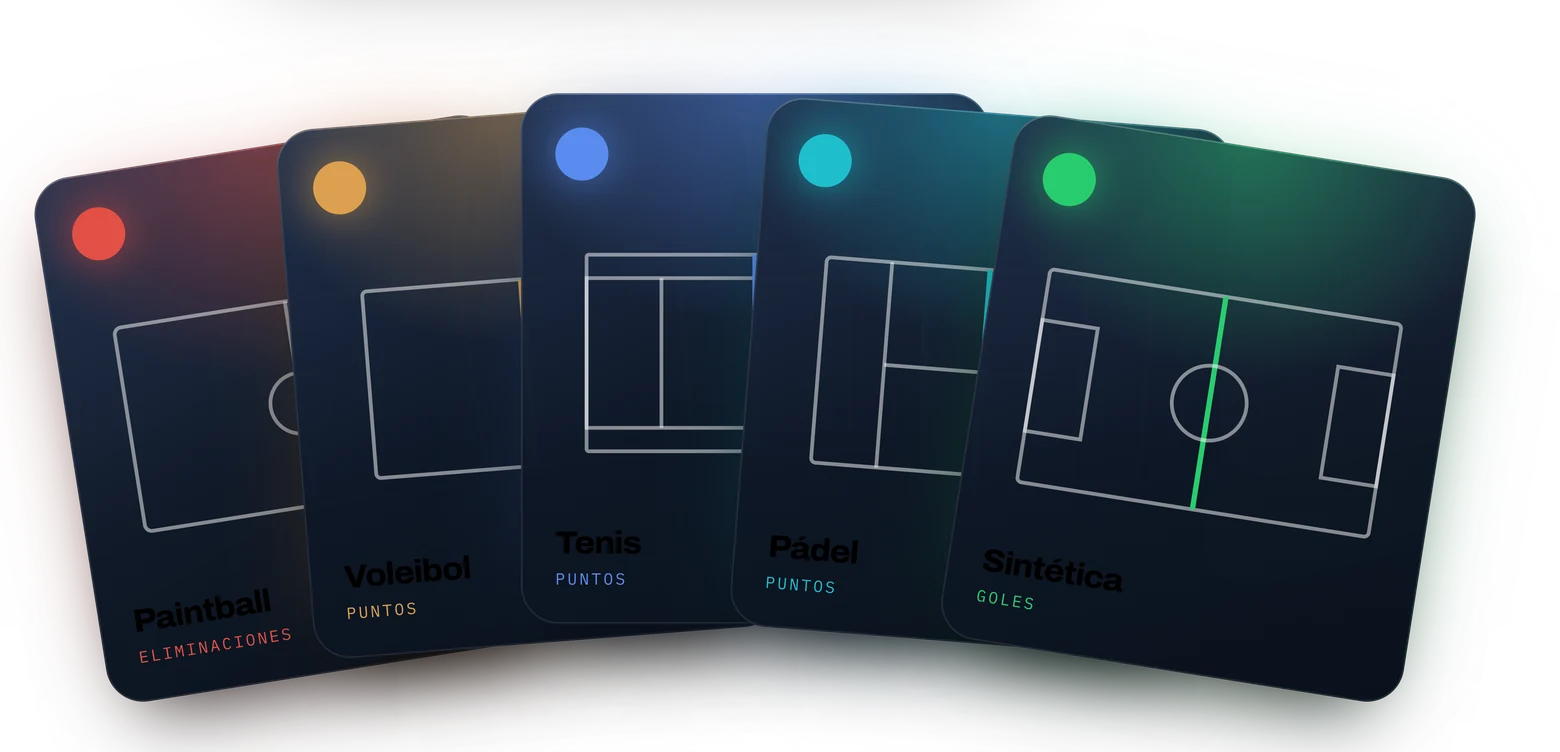 Paintball
ELIMINACIONES
Voleibol
PUNTOS
Tenis
PUNTOS
Pádel
PUNTOS
Sintética
GOLES